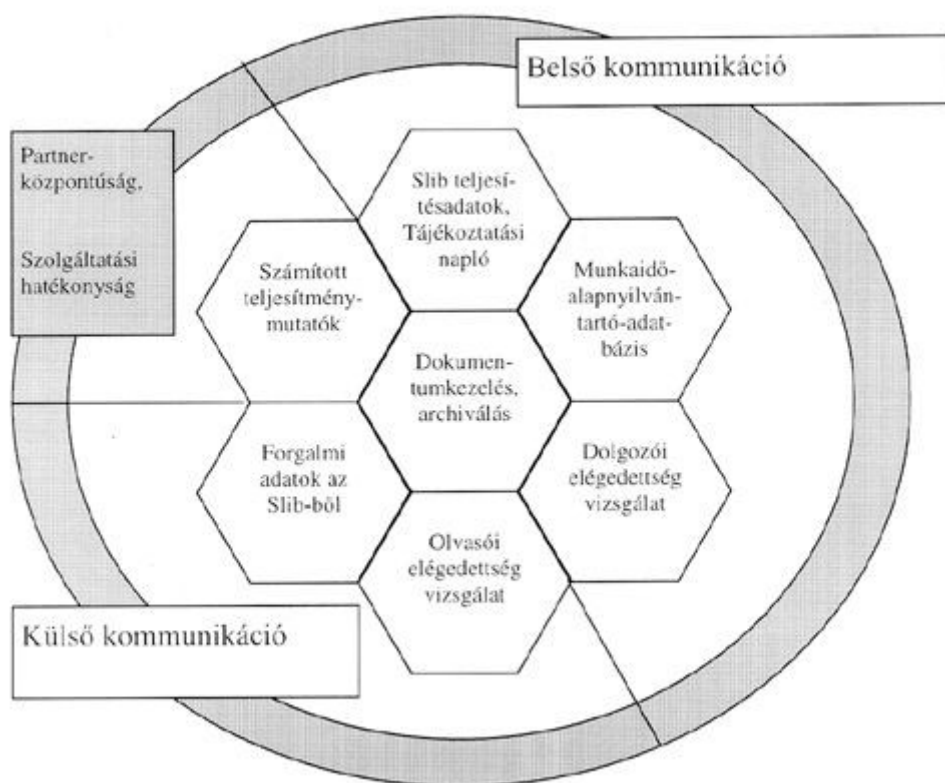 Belső kommunikáció
Partner-
központúság,
Szolgáltatási
hatékonyság
Slib teljesí-
tésadatok,
Tájékoztatási
napló
Számított
teljesítmény-
mutatók
Munkaidő-
alapnyilván-
tartó-adat-
bázis
Dokumen-
tumkezelés,
archiválás
Forgalmi
adatok az
Slib-ből
Dolgozói
elégedettség
vizsgálat
Olvasói
elégedettség
vizsgálat
Külső kommunikáció